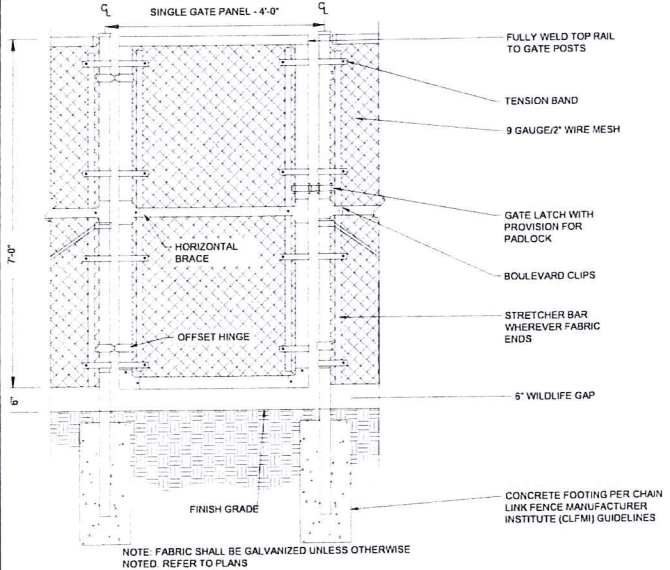 C
L
SINGLE GATE PANEL - 4'-0"
C
L
FULLY WELD TOP RAIL
TO GATE POSTS
TENSION BAND
9 GAUGE/2" WIRE MESH
GATE LATCH WITH
PROVISION FOR
PADLOCK
7'-0"
HORIZONTAL
BRACE
BOULEVARD CLIPS
STRETCHER BAR
WHEREVER FABRIC
ENDS
OFFSET HINGE
6"
6" WILDLIFE GAP
FINISH GRADE
CONCRETE FOOTING PER CHAIN
LINK FENCE MANUFACTURER
INSTITUTE (CLFMI) GUIDELINES
NOTE: FABRIC SHALL BE GALVANIZED UNLESS OTHERWISE
NOTED. REFER TO PLANS